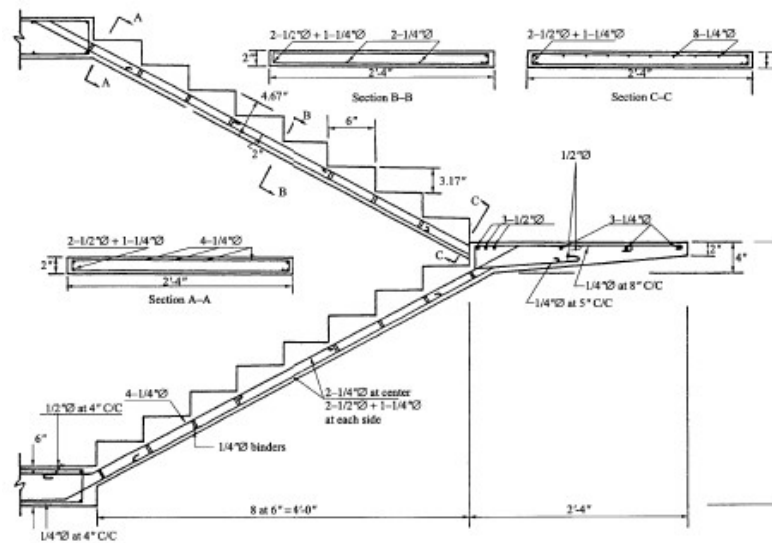 A
A
2–1/2"Ø + 1–1/4"Ø
2–1/4"Ø
2"
2'-4"
Section B–B
2–1/2"Ø + 1–1/4"Ø
8–1/4"Ø
2'-4"
Section C–C
4.67"
B
6"
2"
B
3.17"
C
C
1/2"Ø
3–1/2"Ø
3–1/4"Ø
2"
4"
1/4"Ø at 8" C/C
1/4"Ø at 5" C/C
2–1/2"Ø + 1–1/4"Ø
4–1/4"Ø
2"
2'-4"
Section A–A
4–1/4"Ø
1/2"Ø at 4" C/C
6"
2–1/4"Ø at center
2–1/2"Ø + 1–1/4"Ø
at each side
1/4"Ø binders
8 at 6" = 4'-0"
2'-4"
1/4"Ø at 4" C/C